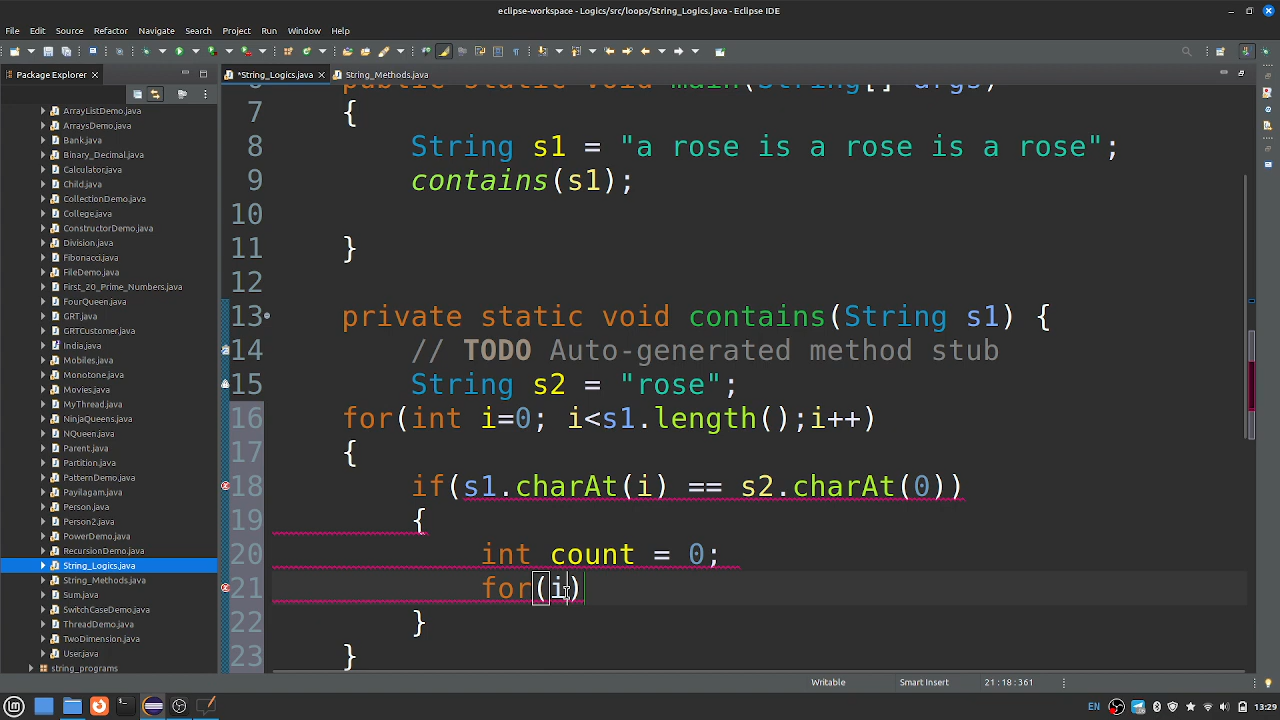 eclipse-workspace - Logics/src/loops/String_Logics.java - Eclipse IDE
File Edit Source Refactor Navigate Search Project Run Window Help
Package Explorer
*String_Logics.java
String_Methods.java
ArrayListDemo.java
ArraysDemo.java
Bank.java
Binary_Decimal.java
Calculator.java
Child.java
CollectionDemo.java
College.java
ConstructorDemo.java
Division.java
Fibonacci.java
FileDemo.java
First_20_Prime_Numbers.java
FourQueen.java
GRT.java
GRTCustomer.java
India.java
Mobiles.java
Monotone.java
Movies.java
MyThread.java
NinjaQueens.java
NQueen.java
Parent.java
Partition.java
PatternDemo.java
Payilagam.java
Person.java
Person2.java
PowerDemo.java
RecursionDemo.java
String_Logics.java
String_Methods.java
Sum.java
SwitchCaseDemo.java
ThreadDemo.java
TwoDimension.java
User.java
string_programs
6 public static void main(String[] args)
7 {
8 String s1 = "a rose is a rose is a rose";
9 contains(s1);
10
11 }
12
13 private static void contains(String s1) {
14 // TODO Auto-generated method stub
15 String s2 = "rose";
16 for(int i=0; i<s1.length();i++)
17 {
18 if(s1.charAt(i) == s2.charAt(0))
19 {
20 int count = 0;
21 for(i)
22 }
23 }
Writable Smart Insert 21:18:361
EN 13:29